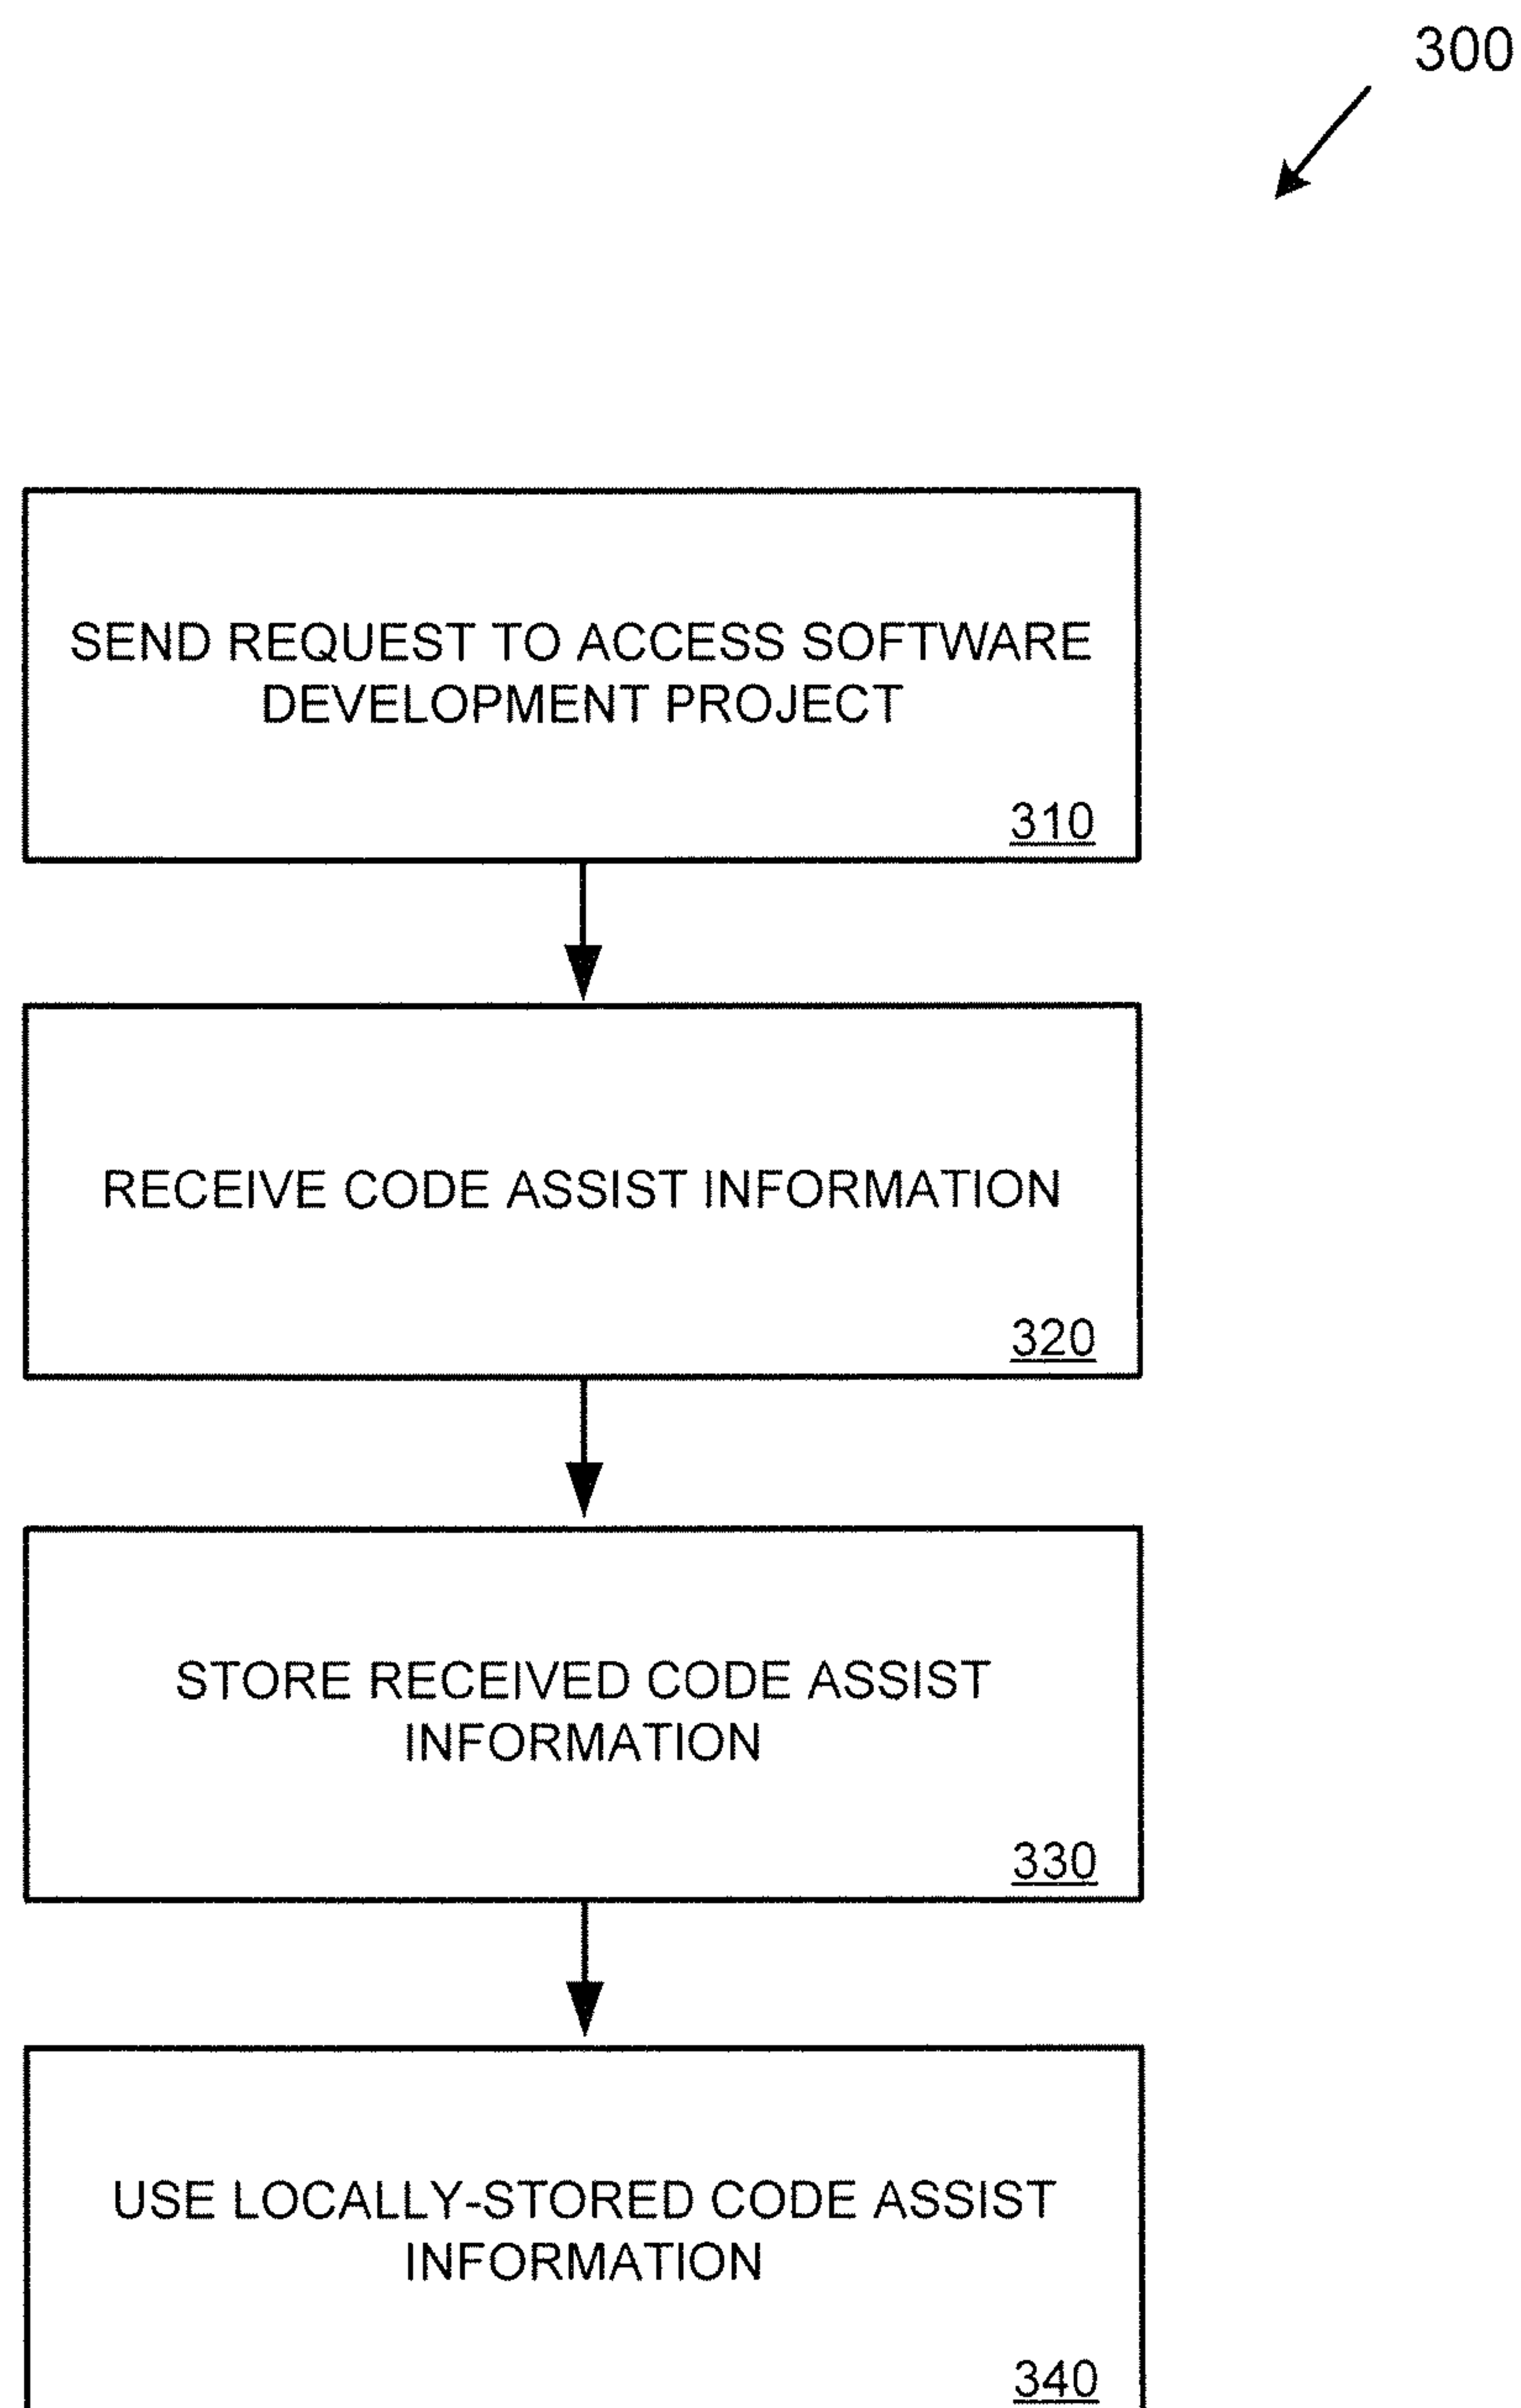 300
SEND REQUEST TO ACCESS SOFTWARE
DEVELOPMENT PROJECT
310
RECEIVE CODE ASSIST INFORMATION
320
STORE RECEIVED CODE ASSIST
INFORMATION
330
USE LOCALLY-STORED CODE ASSIST
INFORMATION
340